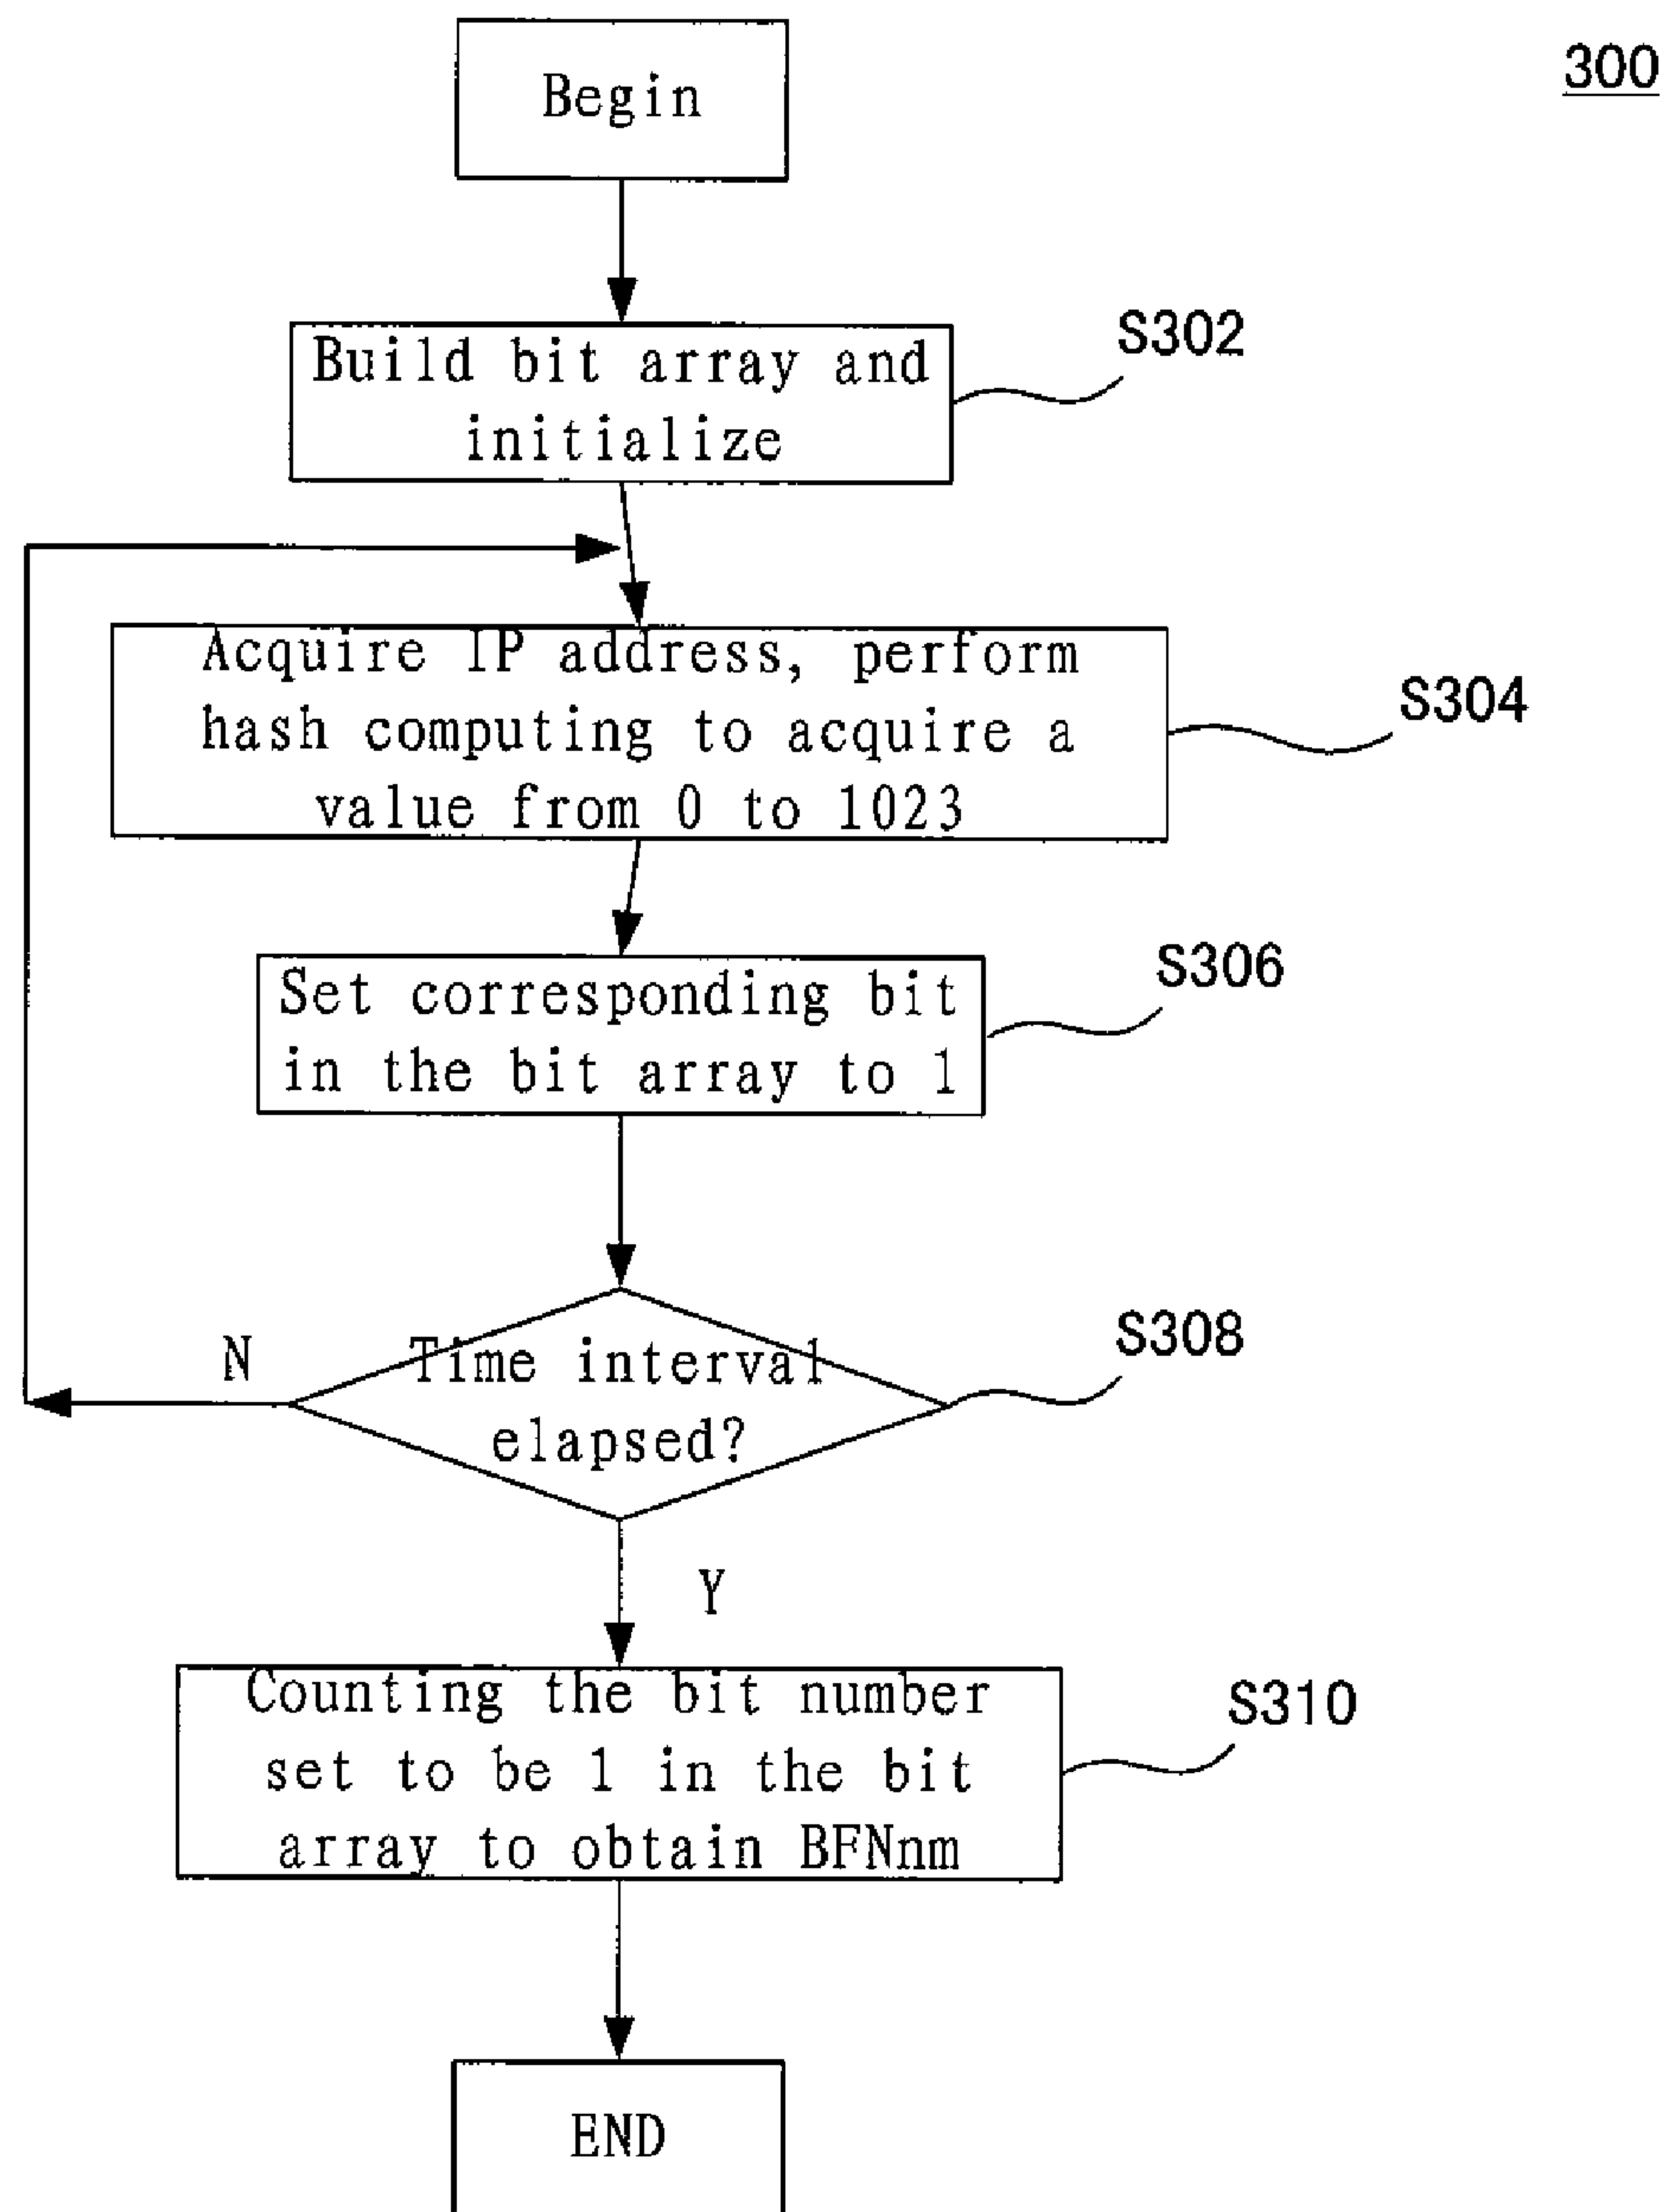 300
Begin
S302
Build bit array and
initialize
Acquire IP address, perform
hash computing to acquire a
value from 0 to 1023
S304
Set corresponding bit
in the bit array to 1
S306
N
Time interval
elapsed?
S308
Y
Counting the bit number
set to be 1 in the bit
array to obtain BFNnm
S310
END